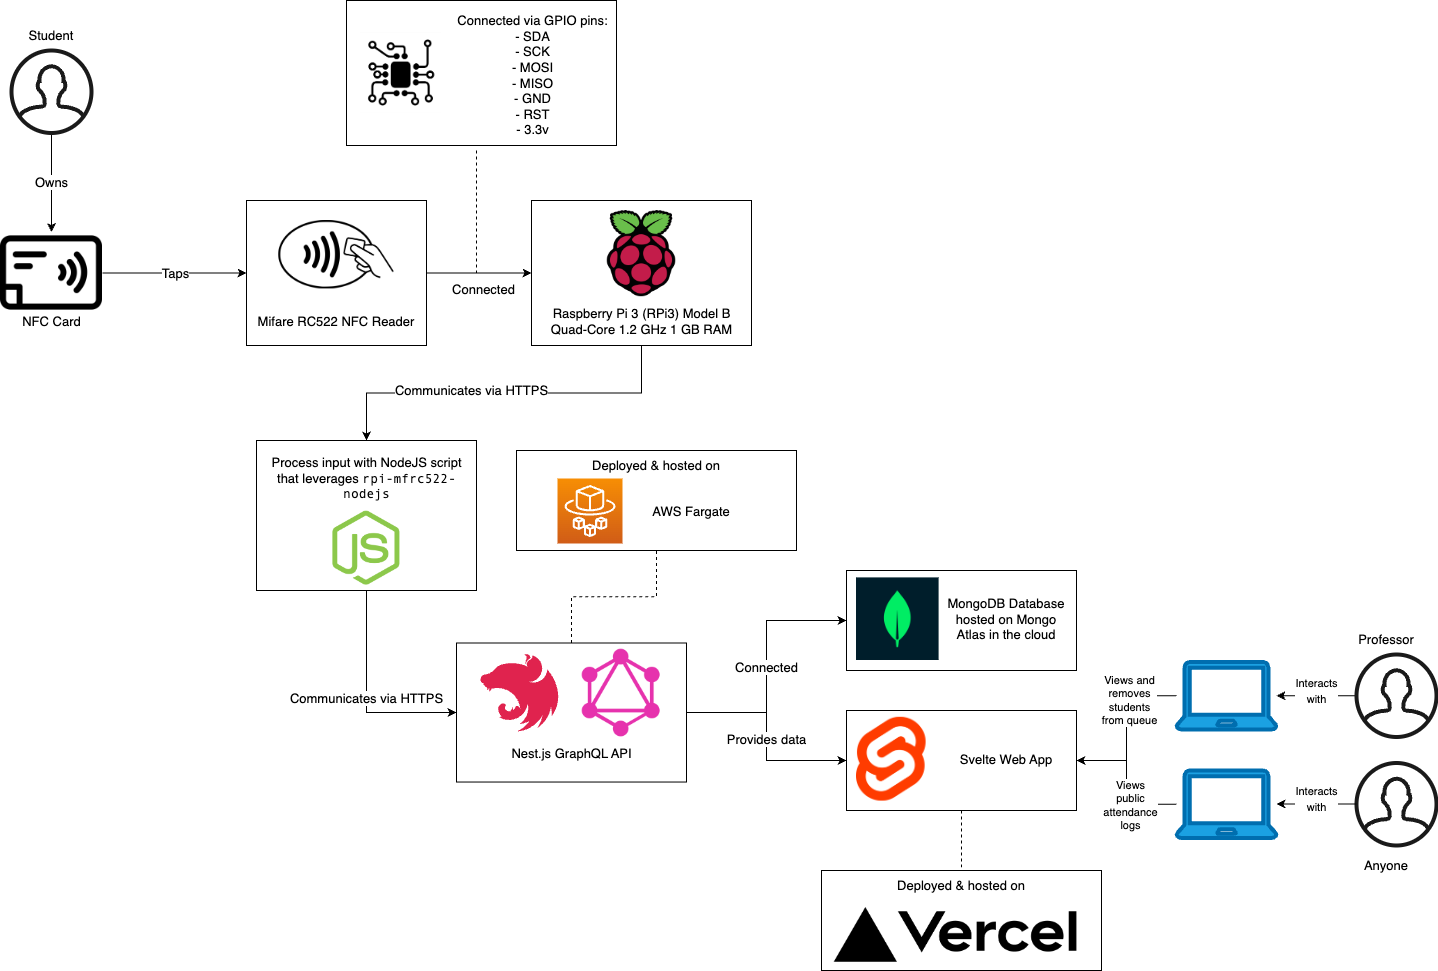 Student
Owns
NFC Card
Taps
Connected via GPIO pins:
- SDA
- SCK
- MOSI
- MISO
- GND
- RST
- 3.3v
Mifare RC522 NFC Reader
Connected
Raspberry Pi 3 (RPi3) Model B
Quad-Core 1.2 GHz 1 GB RAM
Communicates via HTTPS
Process input with NodeJS script
that leverages rpi-mfrc522-
nodejs
JS
Deployed & hosted on
AWS Fargate
Communicates via HTTPS
Nest.js GraphQL API
Connected
Provides data
MongoDB Database
hosted on Mongo
Atlas in the cloud
Svelte Web App
Deployed & hosted on
Vercel
Views and
removes
students
from queue
Views
public
attendance
logs
Interacts
with
Professor
Interacts
with
Anyone